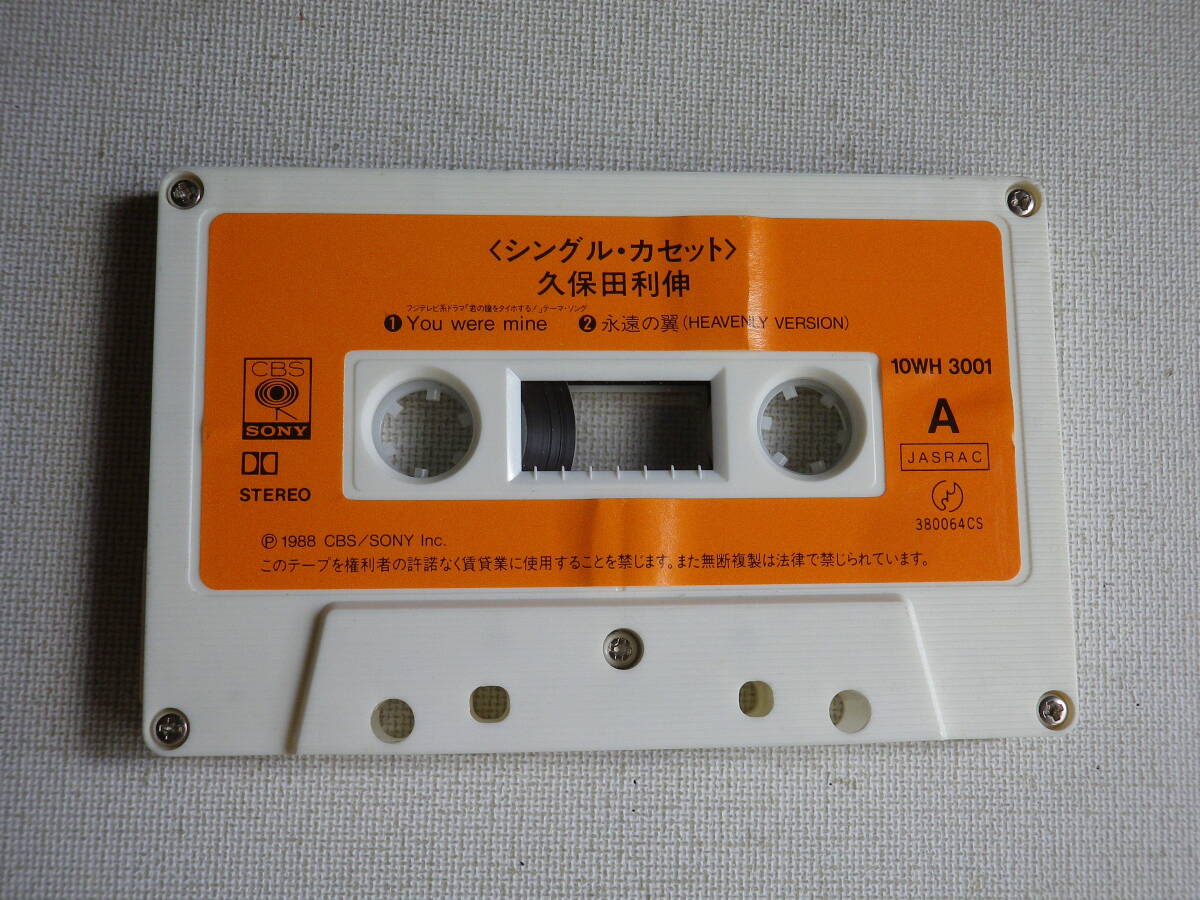 〈シングル・カセット〉
久保田利伸
フジテレビ系ドラマ「君の瞳をタイホする!」テーマ・ソング
❶You were mine ❷永遠の翼(HEAVENLY VERSION)
CBS
SONY
STEREO
10WH 3001
A
JASRAC
380064CS
Ⓟ1988 CBS/SONY Inc.
このテープを権利者の許諾なく賃貸業に使用することを禁じます。また無断複製は法律で禁じられています。